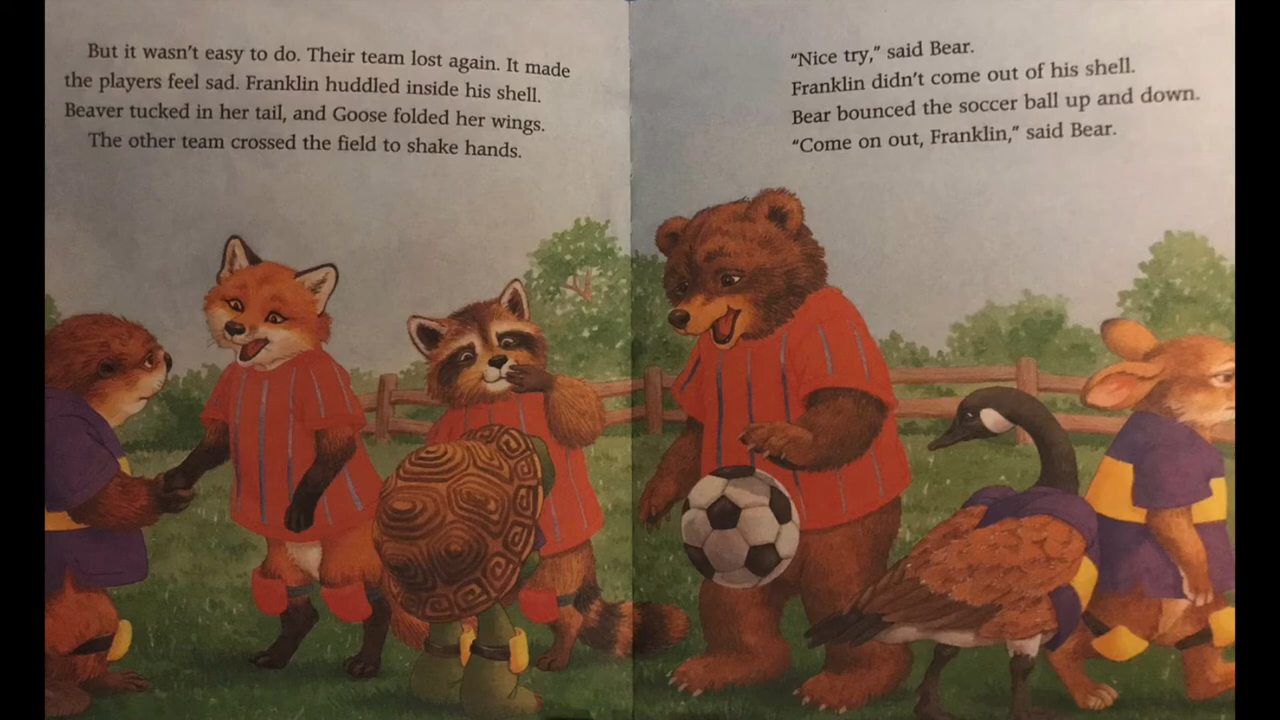 But it wasn't easy to do. Their team lost again. It made
the players feel sad. Franklin huddled inside his shell.
Beaver tucked in her tail, and Goose folded her wings.
The other team crossed the field to shake hands.
"Nice try," said Bear.
Franklin didn't come out of his shell.
Bear bounced the soccer ball up and down.
"Come on out, Franklin," said Bear.